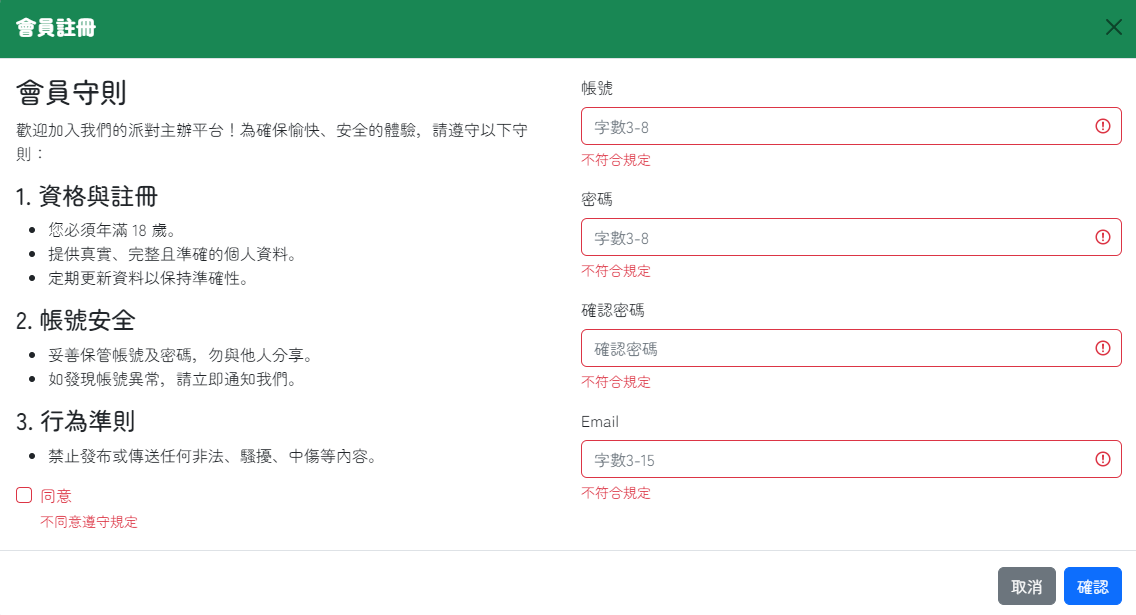 會員註冊
會員守則
歡迎加入我們的派對主辦平台！為確保愉快、安全的體驗，請遵守以下守
則：
1. 資格與註冊
您必須年滿 18 歲。
提供真實、完整且準確的個人資料。
定期更新資料以保持準確性。
2. 帳號安全
妥善保管帳號及密碼，勿與他人分享。
如發現帳號異常，請立即通知我們。
3. 行為準則
禁止發布或傳送任何非法、騷擾、中傷等內容。
同意
不同意遵守規定
帳號
字數3-8
不符合規定
密碼
字數3-8
不符合規定
確認密碼
確認密碼
不符合規定
Email
字數3-15
不符合規定
取消
確認